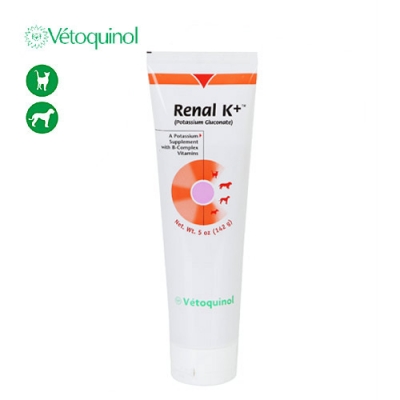 Vétoquinol
Renal K+™
(Potassium Gluconate)
A Potassium
Supplement
with B-Complex
Vitamins
Net. Wt. 5 oz (142 g)
Vétoquinol